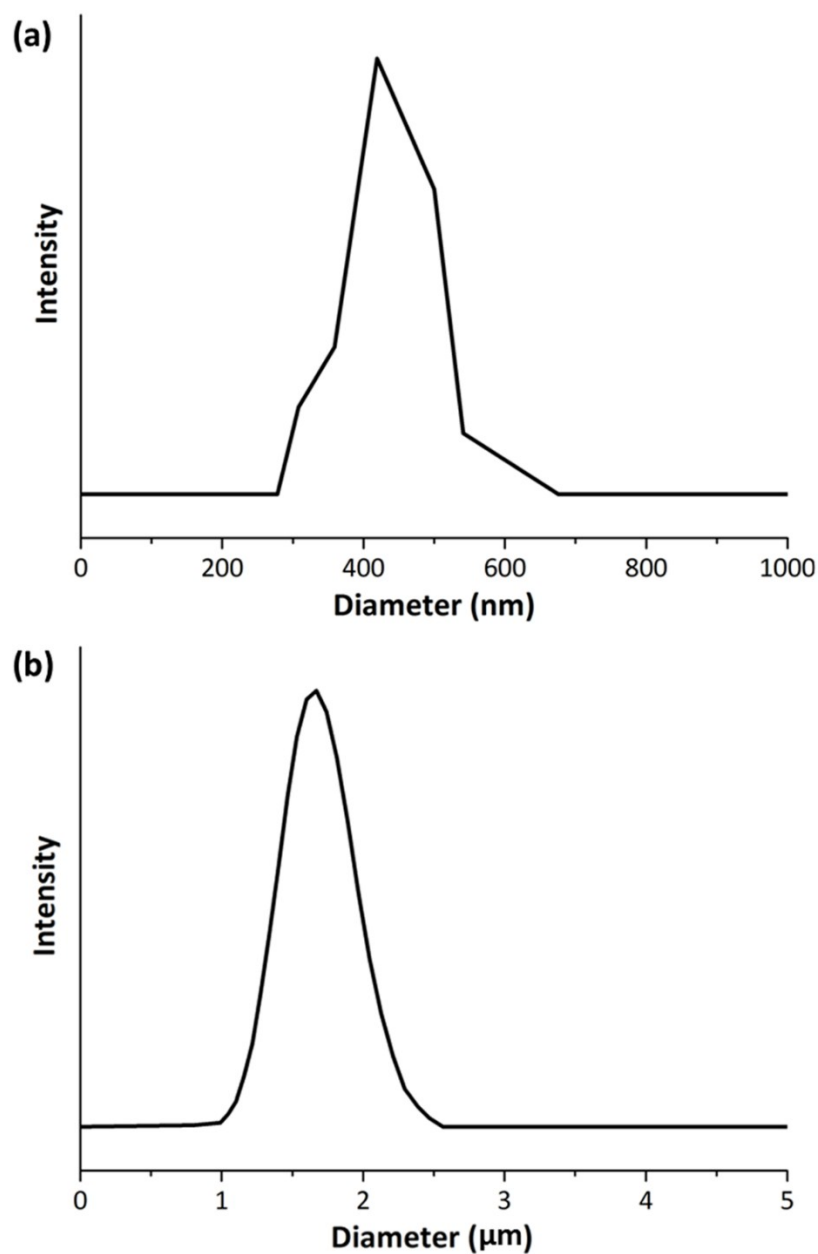 (a)
Intensity
0 200 400 600 800 1000
Diameter (nm)
(b)
Intensity
0 1 2 3 4 5
Diameter (μm)